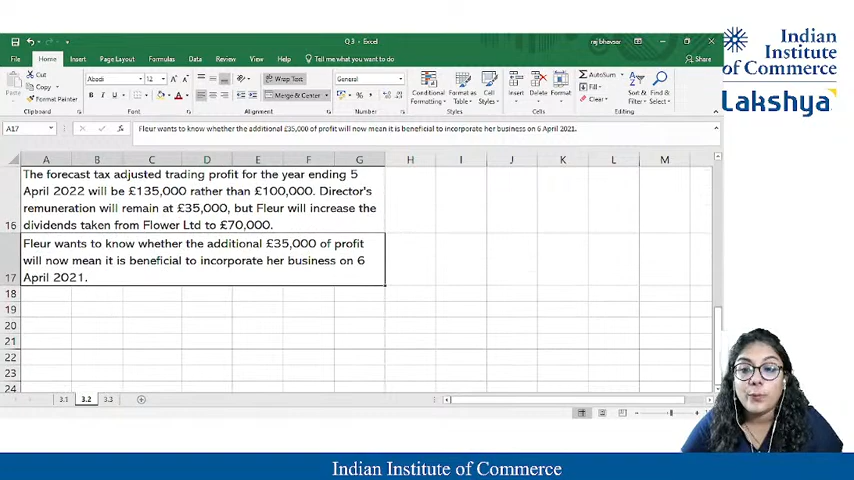 Q 3 - Excel
raj bhavsar
File Home Insert Page Layout Formulas Data Review View Help Tell me what you want to do
Share
Cut
Copy
Format Painter
Paste
Clipboard
Abadi 12
B I U
Font
Wrap Text
Merge & Center
Alignment
General
Number
Conditional Formatting
Format as Table
Cell Styles
Styles
Insert Delete Format
Cells
AutoSum
Fill
Clear
Sort & Filter
Find & Select
Editing
A17
Fleur wants to know whether the additional £35,000 of profit will now mean it is beneficial to incorporate her business on 6 April 2021.
A B C D E F G H I J K L M
The forecast tax adjusted trading profit for the year ending 5
April 2022 will be £135,000 rather than £100,000. Director's
remuneration will remain at £35,000, but Fleur will increase the
16 dividends taken from Flower Ltd to £70,000.
Fleur wants to know whether the additional £35,000 of profit
will now mean it is beneficial to incorporate her business on 6
17 April 2021.
18
19
20
21
22
23
24
3.1 3.2 3.3
Indian
Institute
of Commerce
Lakshya
Indian Institute of Commerce